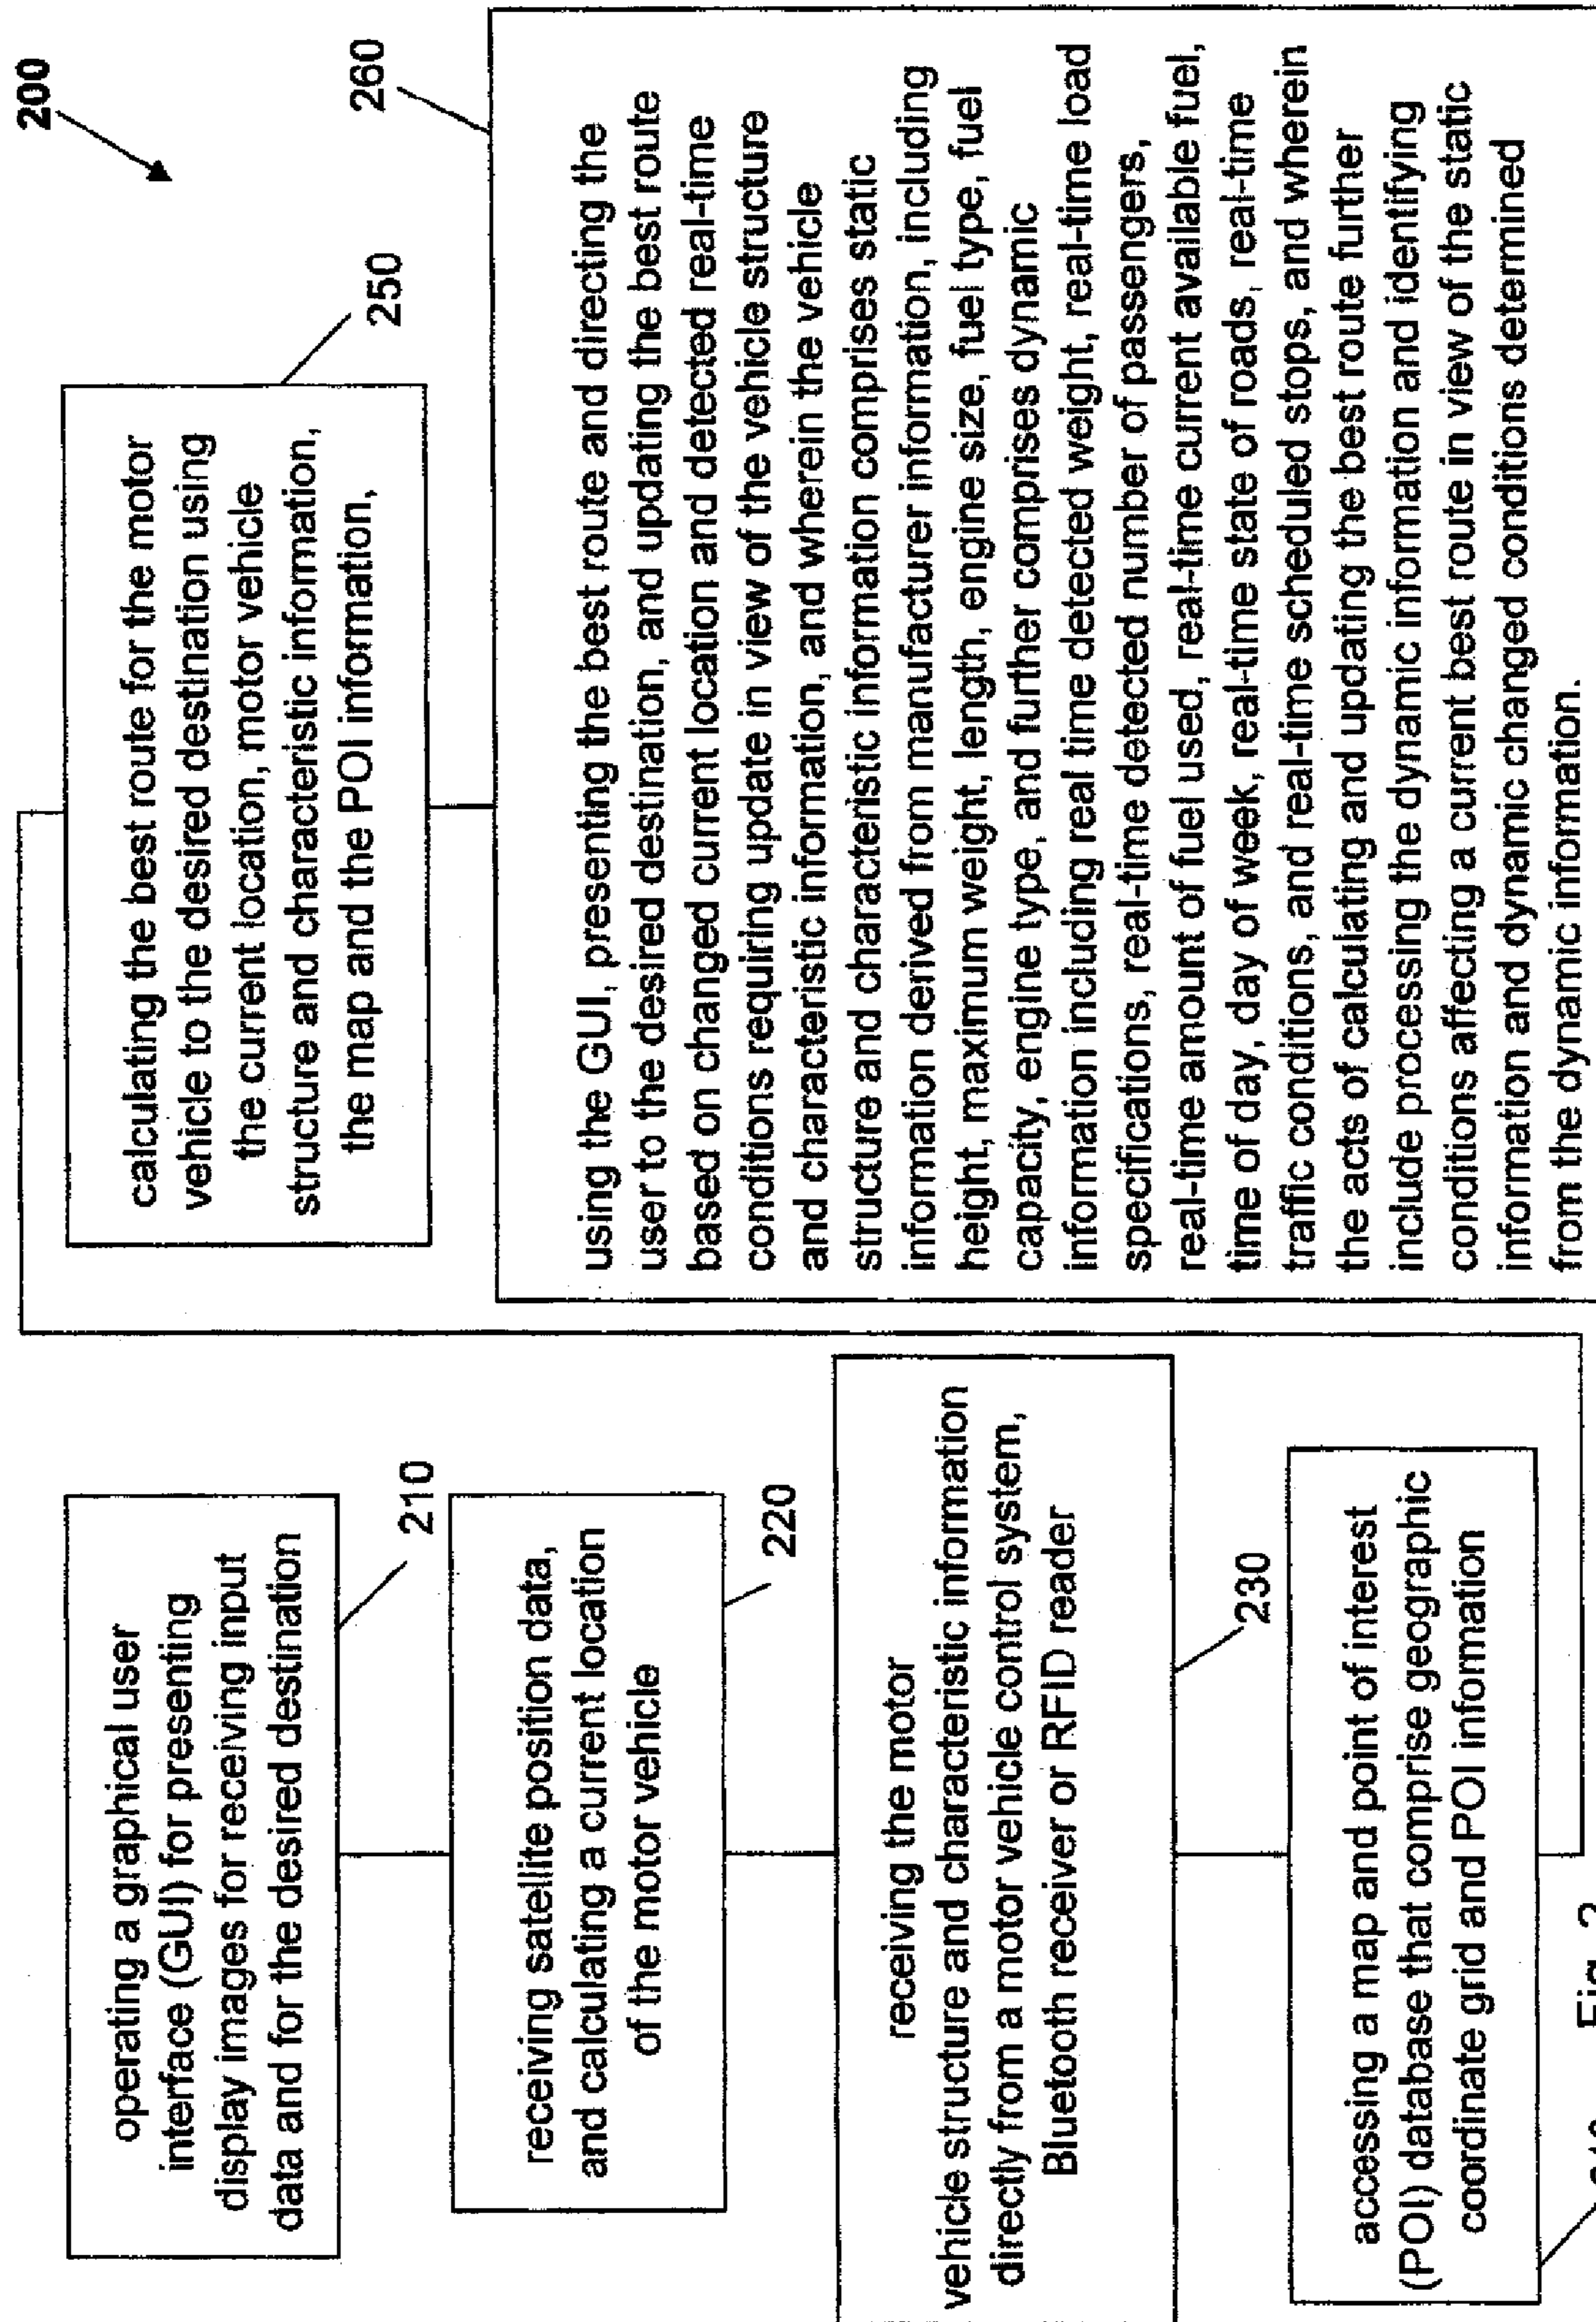 200
operating a graphical user
interface (GUI) for presenting
display images for receiving input
data and for the desired destination
210
receiving satellite position data,
and calculating a current location
of the motor vehicle
220
receiving the motor
vehicle structure and characteristic information
directly from a motor vehicle control system,
Bluetooth receiver or RFID reader
230
accessing a map and point of interest
(POI) database that comprise geographic
coordinate grid and POI information
Fig.
calculating the best route for the motor
vehicle to the desired destination using
the current location, motor vehicle
structure and characteristic information,
the map and the POI information,
250
260
using the GUI, presenting the best route and directing the
user to the desired destination, and updating the best route
based on changed current location and detected real-time
conditions requiring update in view of the vehicle structure
and characteristic information, and wherein the vehicle
structure and characteristic information comprises static
information derived from manufacturer information, including
height, maximum weight, length, engine size, fuel type, fuel
capacity, engine type, and further comprises dynamic
information including real time detected weight, real-time load
specifications, real-time detected number of passengers,
real-time amount of fuel used, real-time current available fuel,
time of day, day of week, real-time state of roads, real-time
traffic conditions, and real-time scheduled stops, and wherein
the acts of calculating and updating the best route further
include processing the dynamic information and identifying
conditions affecting a current best route in view of the static
information and dynamic changed conditions determined
from the dynamic information.